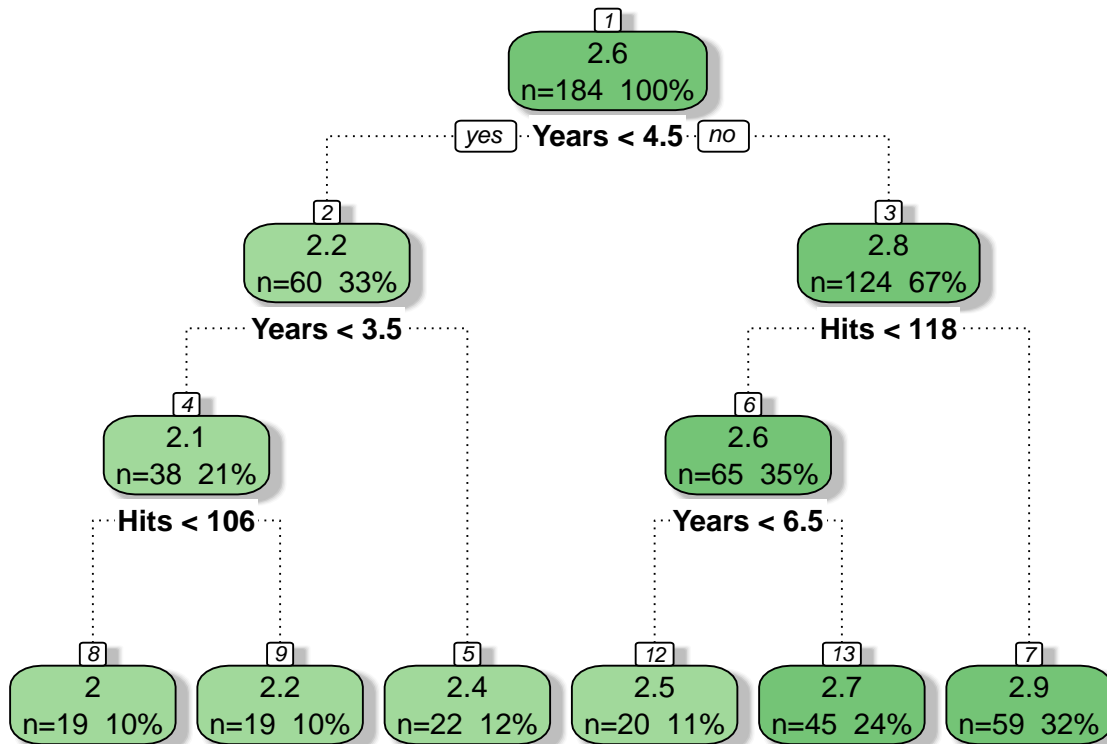 1
2.6
n=184 100%
yes Years < 4.5 no
2 3
2.2 2.8
n=60 33% n=124 67%
Years < 3.5 Hits < 118
4 6
2.1 2.6
n=38 21% n=65 35%
Hits < 106 Years < 6.5
8 9 5 12 13 7
2 2.2 2.4 2.5 2.7 2.9
n=19 10% n=19 10% n=22 12% n=20 11% n=45 24% n=59 32%